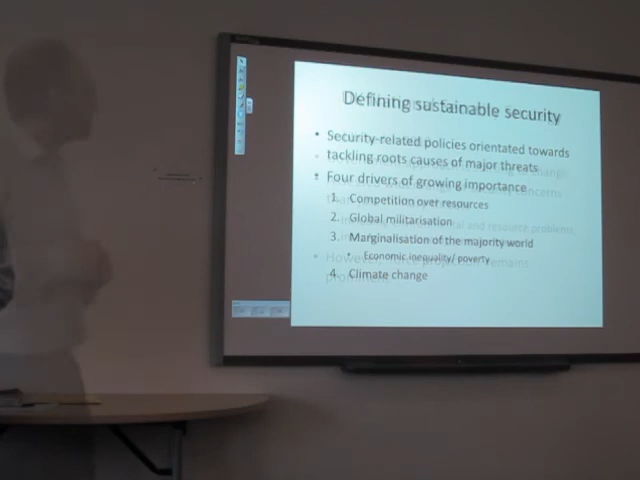 Defining sustainable security
• Security-related policies orientated towards
tackling roots causes of major threats
• Four drivers of growing importance
1. Competition over resources
2. Global militarisation
3. Marginalisation of the majority world
• Economic inequality/ poverty
4. Climate change